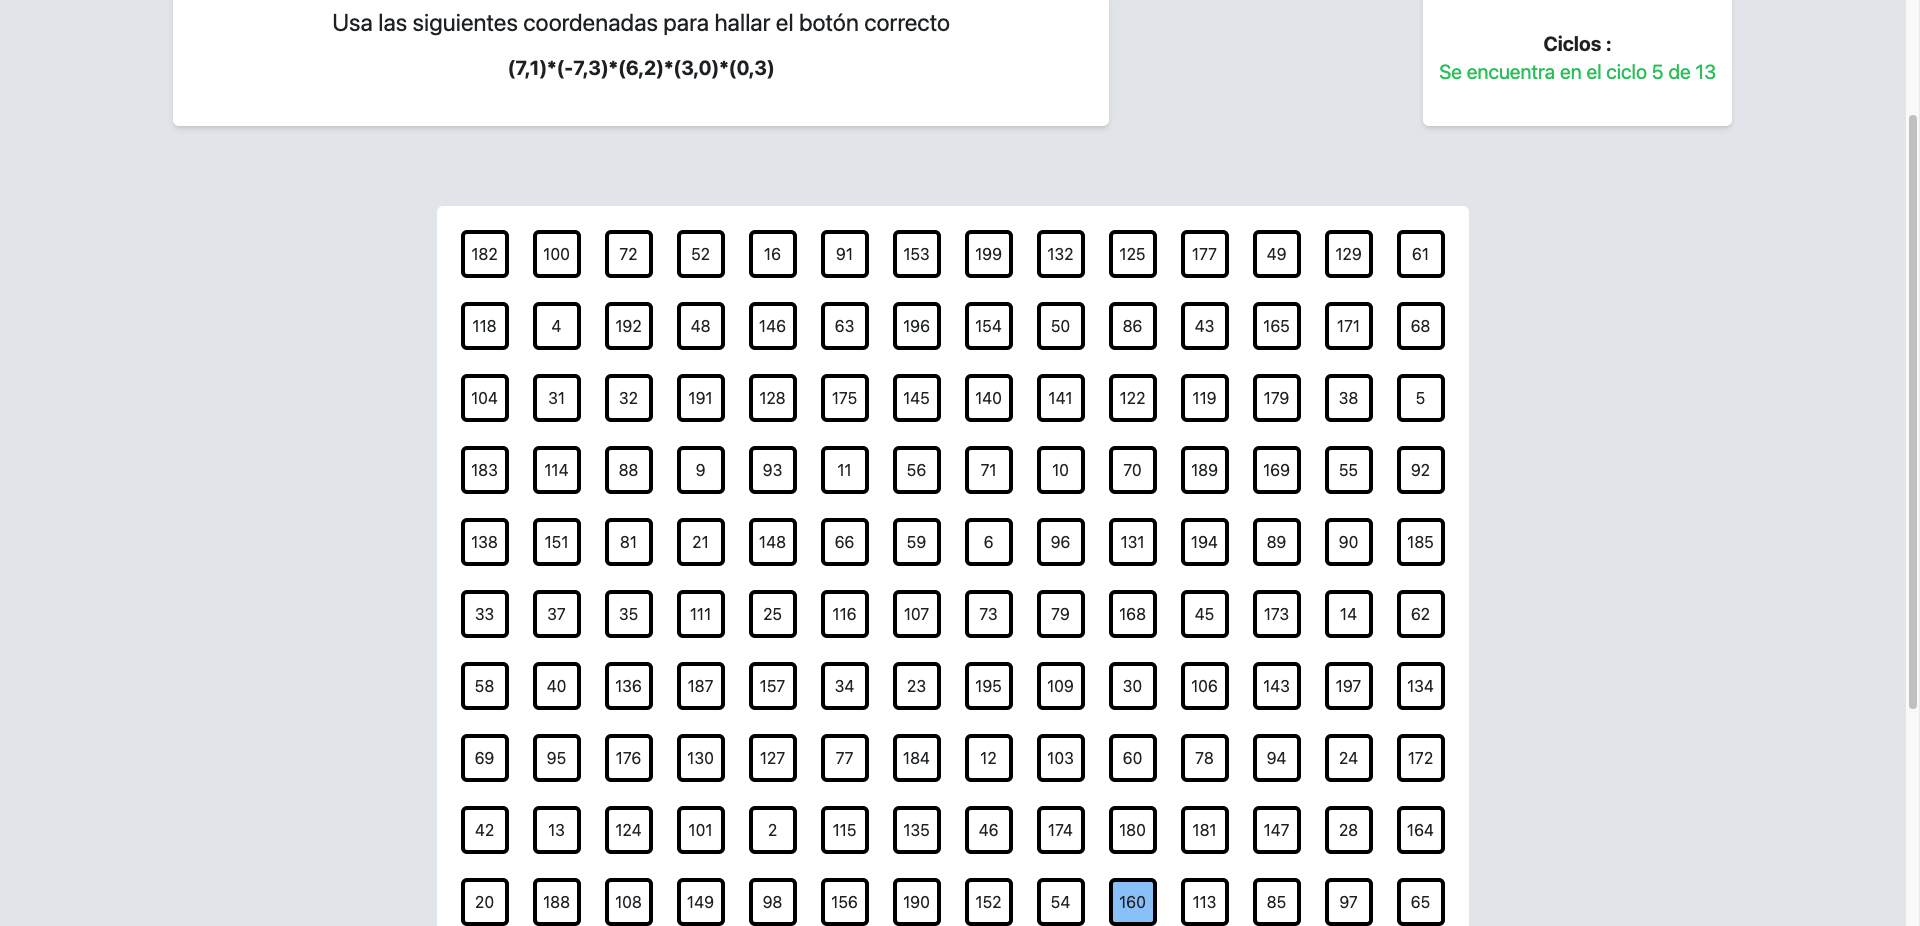 Usa las siguientes coordenadas para hallar el botón correcto
(7,1)*(-7,3)*(6,2)*(3,0)*(0,3)
Ciclos :
Se encuentra en el ciclo 5 de 13
182 100 72 52 16 91 153 199 132 125 177 49 129 61
118 4 192 48 146 63 196 154 50 86 43 165 171 68
104 31 32 191 128 175 145 140 141 122 119 179 38 5
183 114 88 9 93 11 56 71 10 70 189 169 55 92
138 151 81 21 148 66 59 6 96 131 194 89 90 185
33 37 35 111 25 116 107 73 79 168 45 173 14 62
58 40 136 187 157 34 23 195 109 30 106 143 197 134
69 95 176 130 127 77 184 12 103 60 78 94 24 172
42 13 124 101 2 115 135 46 174 180 181 147 28 164
20 188 108 149 98 156 190 152 54 160 113 85 97 65